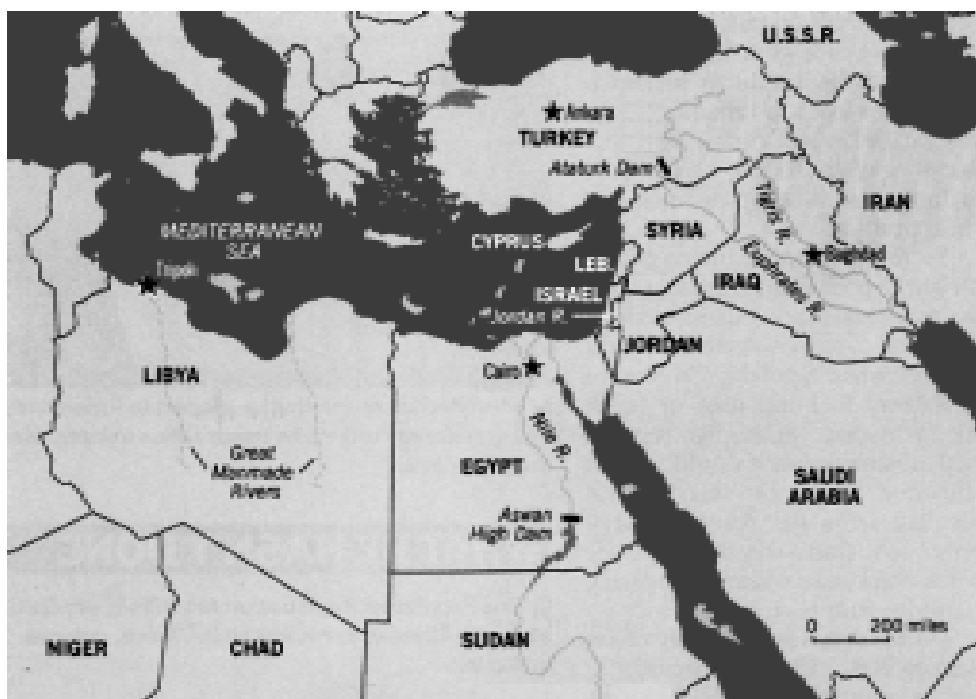 U.S.S.R.
Ankara
TURKEY
Ataturk Dam
Tigris R.
IRAN
MEDITERRANEAN
SEA
CYPRUS
SYRIA
Tripoli
LEB.
Baghdad
ISRAEL
IRAQ
Euphrates R.
Jordan R.
JORDAN
Cairo
LIBYA
Nile R.
Great
Manmade
Rivers
EGYPT
SAUDI
ARABIA
Aswan
High Dam
0 200 miles
NIGER
CHAD
SUDAN